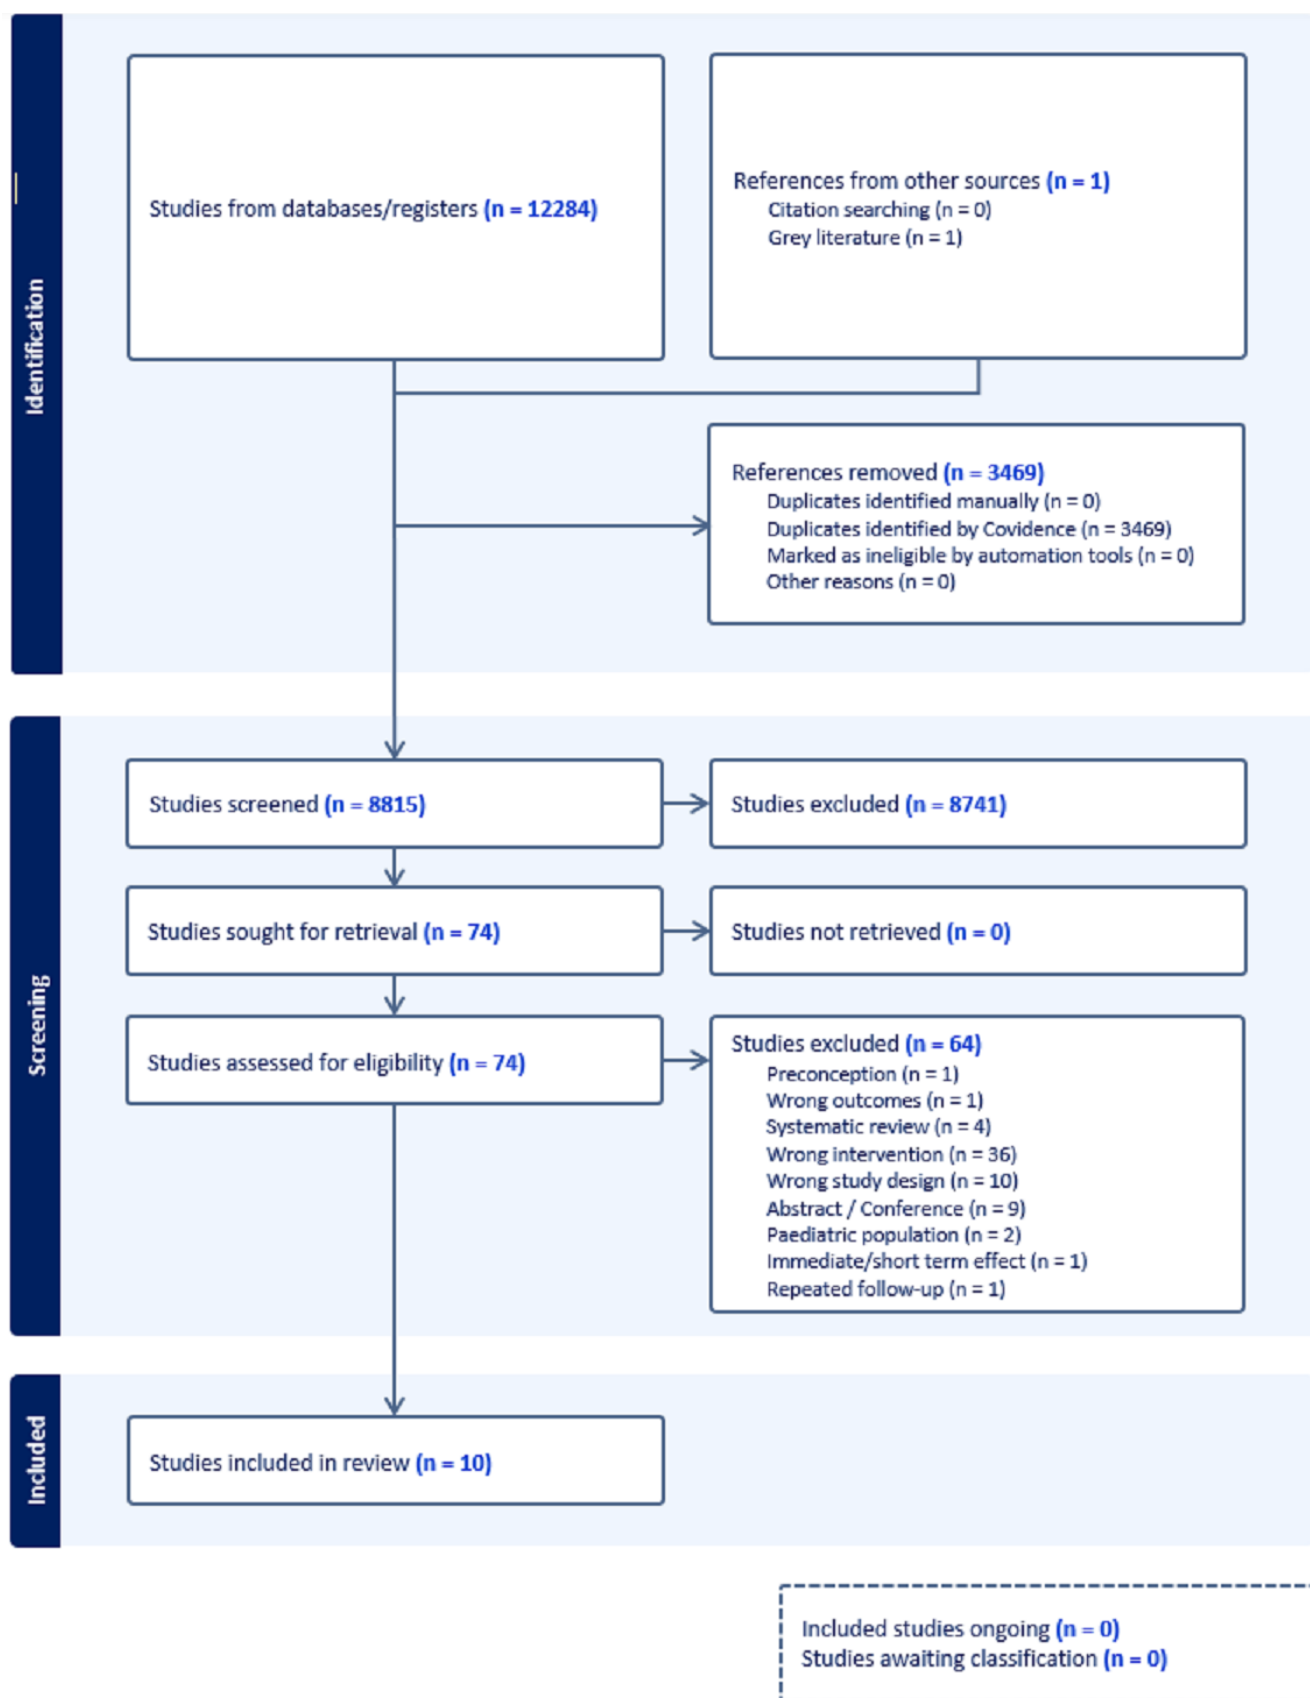 Identification
Studies from databases/registers (n = 12284)
References from other sources (n = 1)
Citation searching (n = 0)
Grey literature (n = 1)
References removed (n = 3469)
Duplicates identified manually (n = 0)
Duplicates identified by Covidence (n = 3469)
Marked as ineligible by automation tools (n = 0)
Other reasons (n = 0)
Screening
Studies screened (n = 8815)
Studies excluded (n = 8741)
Studies sought for retrieval (n = 74)
Studies not retrieved (n = 0)
Studies assessed for eligibility (n = 74)
Studies excluded (n = 64)
Preconception (n = 1)
Wrong outcomes (n = 1)
Systematic review (n = 4)
Wrong intervention (n = 36)
Wrong study design (n = 10)
Abstract / Conference (n = 9)
Paediatric population (n = 2)
Immediate/short term effect (n = 1)
Repeated follow-up (n = 1)
Included
Studies included in review (n = 10)
Included studies ongoing (n = 0)
Studies awaiting classification (n = 0)